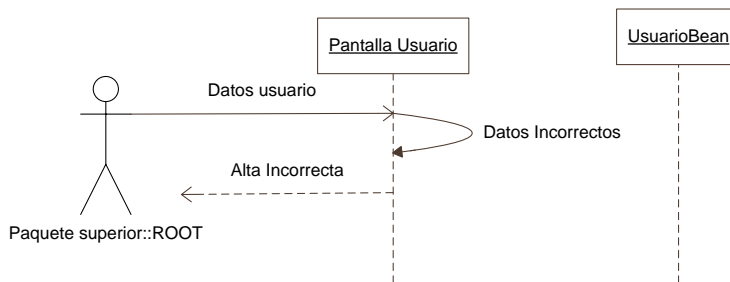 Pantalla Usuario
UsuarioBean
Datos usuario
Datos Incorrectos
Alta Incorrecta
Paquete superior::ROOT